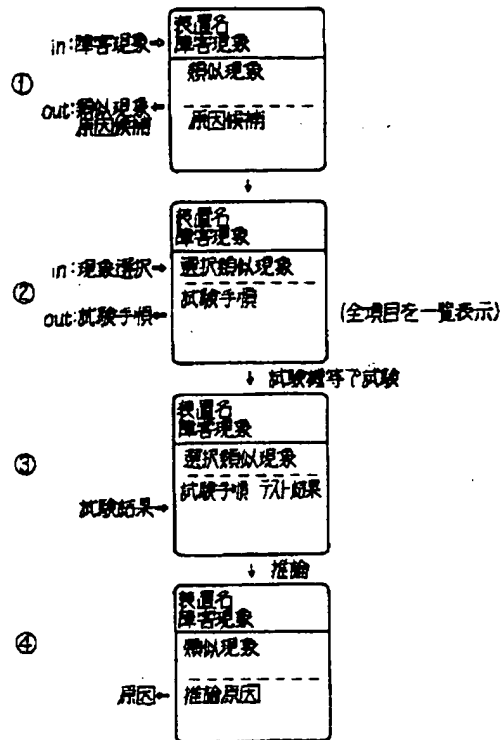 ①
in:障害現象→
out:類似現象←
原因候補
装置名
障害現象
類似現象
原因候補
↓
②
in:現象選択→
out:試験手順←
装置名
障害現象
選択類似現象
試験手順
(全項目を一覧表示)
↓ 試験機等で試験
③
試験結果→
装置名
障害現象
選択類似現象
試験手順 テスト結果
↓ 推論
④
原因←
装置名
障害現象
類似現象
推論原因